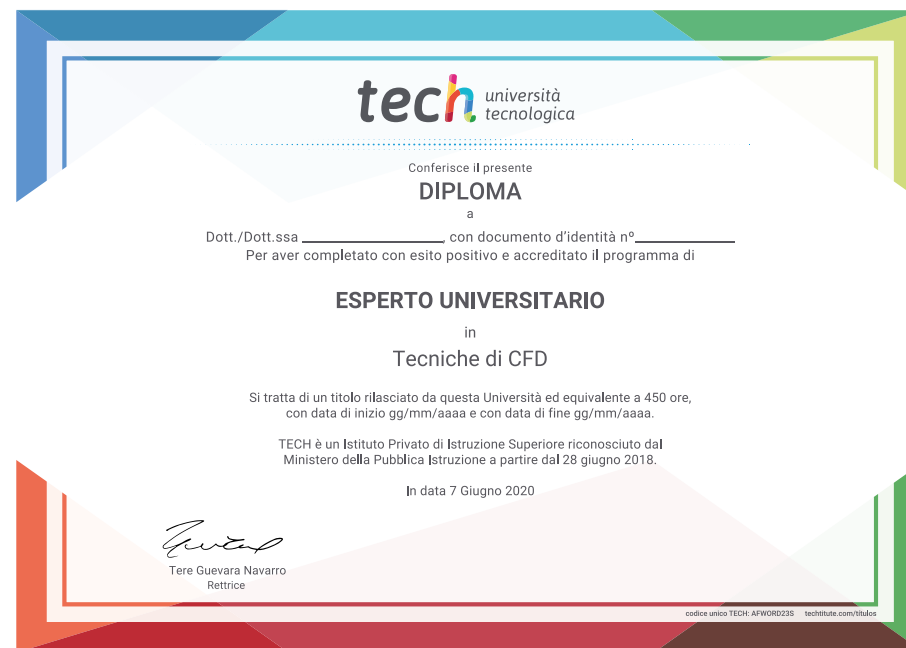 tech università
tecnologica
Conferisce il presente
DIPLOMA
a
Dott./Dott.ssa ____________, con documento d'identità nº____________
Per aver completato con esito positivo e accreditato il programma di
ESPERTO UNIVERSITARIO
in
Tecniche di CFD
Si tratta di un titolo rilasciato da questa Università ed equivalente a 450 ore,
con data di inizio gg/mm/aaaa e con data di fine gg/mm/aaaa.
TECH è un Istituto Privato di Istruzione Superiore riconosciuto dal
Ministero della Pubblica Istruzione a partire dal 28 giugno 2018.
In data 7 Giugno 2020
Tere Guevara Navarro
Rettrice
codice unico TECH: AFWORD23S techtitute.com/titulos